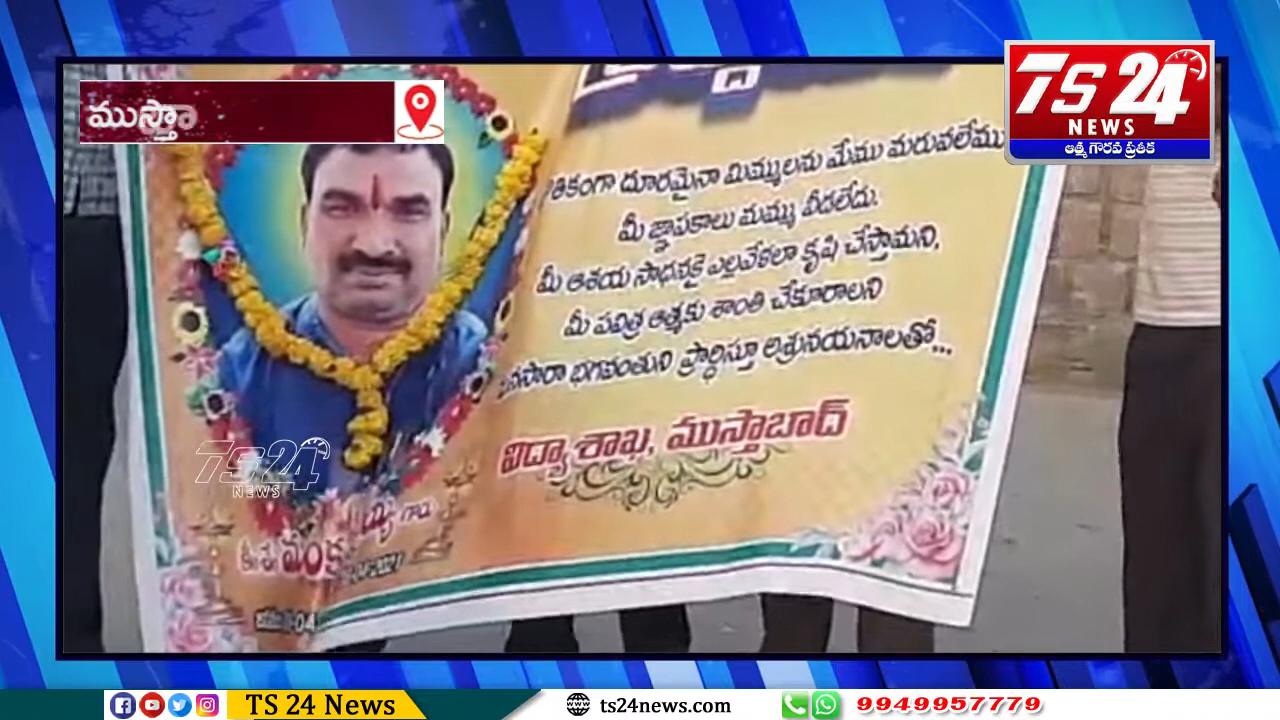 ముస్తా
TS 24
NEWS
ఆత్మ గౌరవ ప్రతీక
దూరమైనా మిమ్ములను మేము మరువలేము
మీ జ్ఞాపకాలు మమ్ము వీడలేదు.
మీ ఆశయ సాధనకై ఎల్లవేళలా కృషి చేస్తామని,
మీ పవిత్ర ఆత్మకు శాంతి చేకూరాలని
భగవంతుని ప్రార్ధిస్తూ అశ్రునయనాలతో...
విద్యా శాఖ, ముస్తాబాద్
TS 24
NEWS
గారు
TS 24 News
ts24news.com
9949957779